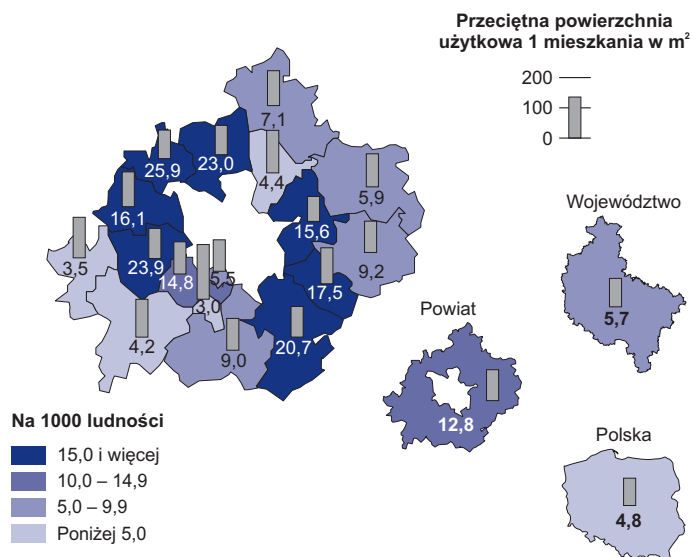 Przeciętna powierzchnia
użytkowa 1 mieszkania w m²
200
100
0
7,1
25,9
23,0
4,4
5,9
16,1
15,6
3,5
23,9
14,8
5,5
9,2
3,0
17,5
4,2
9,0
20,7
Województwo
5,7
Powiat
12,8
Polska
4,8
Na 1000 ludności
15,0 i więcej
10,0 – 14,9
5,0 – 9,9
Poniżej 5,0